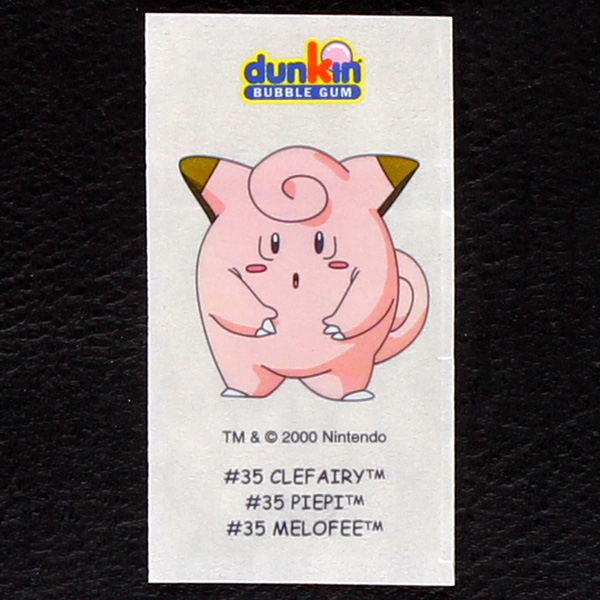 dunkin
BUBBLE GUM
TM & © 2000 Nintendo
#35 CLEFAIRY™
#35 PIEPI™
#35 MELOFEE™